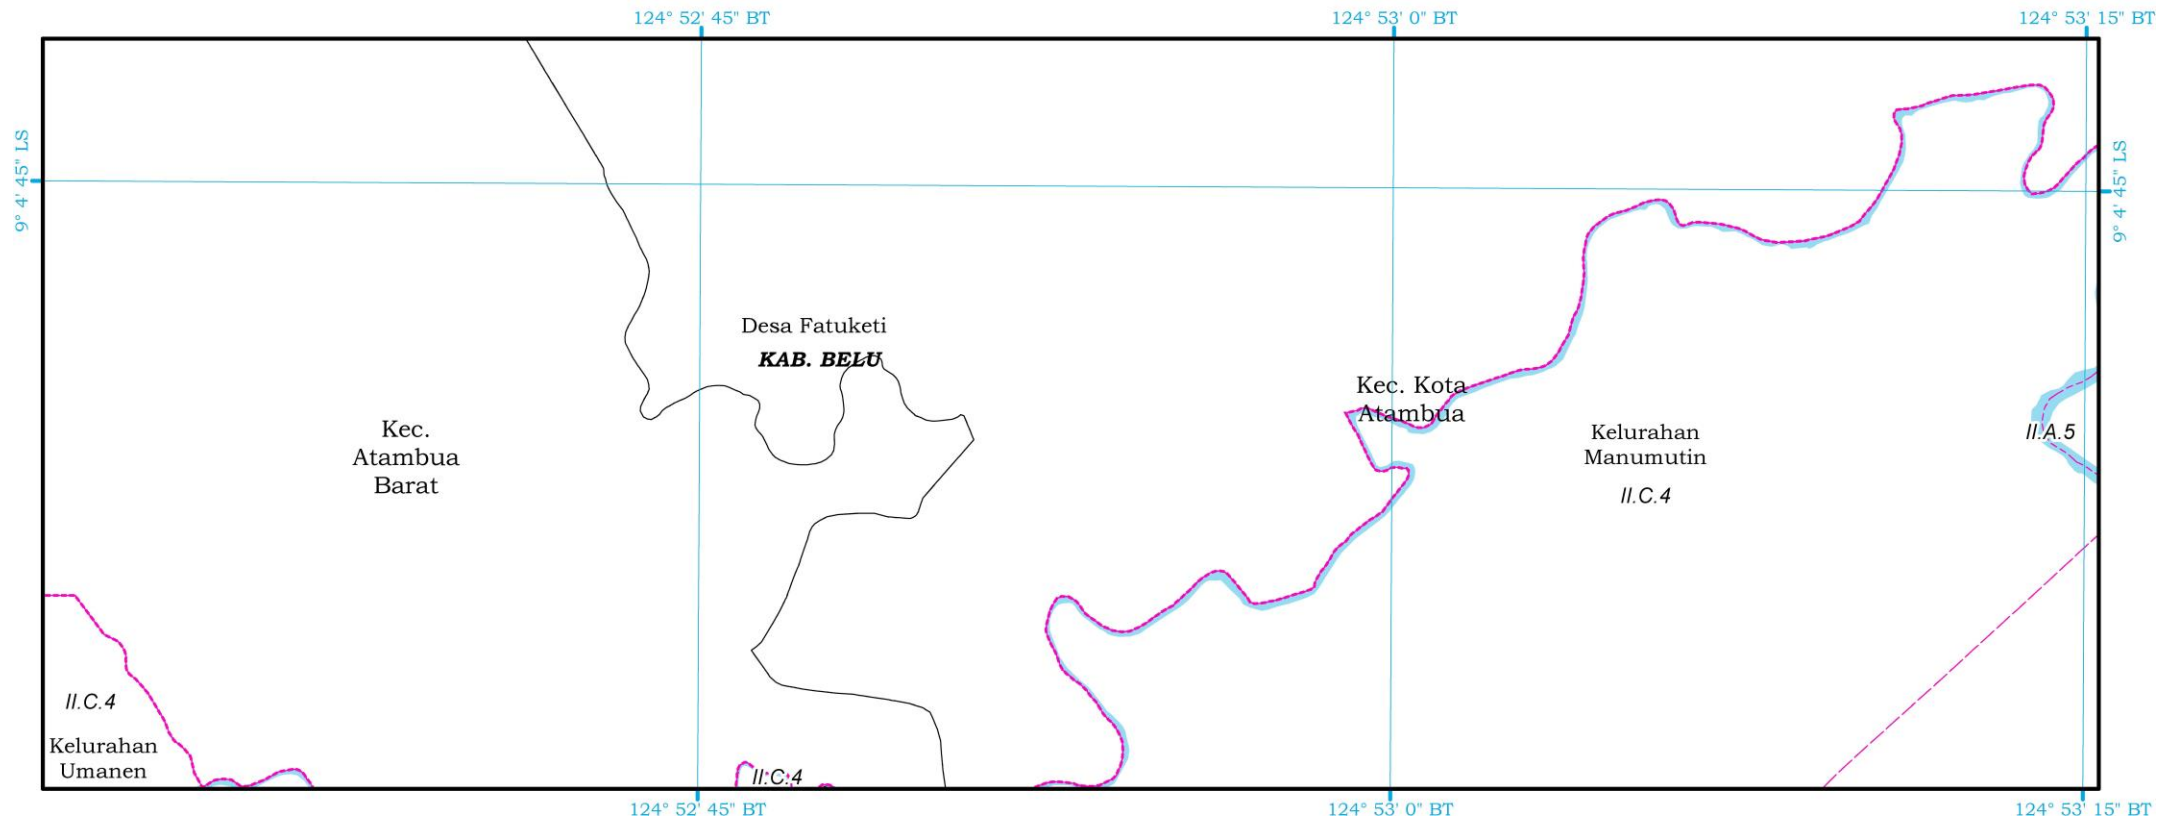 124° 52' 45" BT
124° 53' 0" BT
124° 53' 15" BT
9° 4' 45" LS
9° 4' 45" LS
Desa Fatuketi
KAB. BELU
Kec. Kota
Atambua
Kec.
Atambua
Barat
Kelurahan
Manumutin
II.C.4
II.A.5
II.C.4
Kelurahan
Umanen
II.C.4
124° 52' 45" BT
124° 53' 0" BT
124° 53' 15" BT